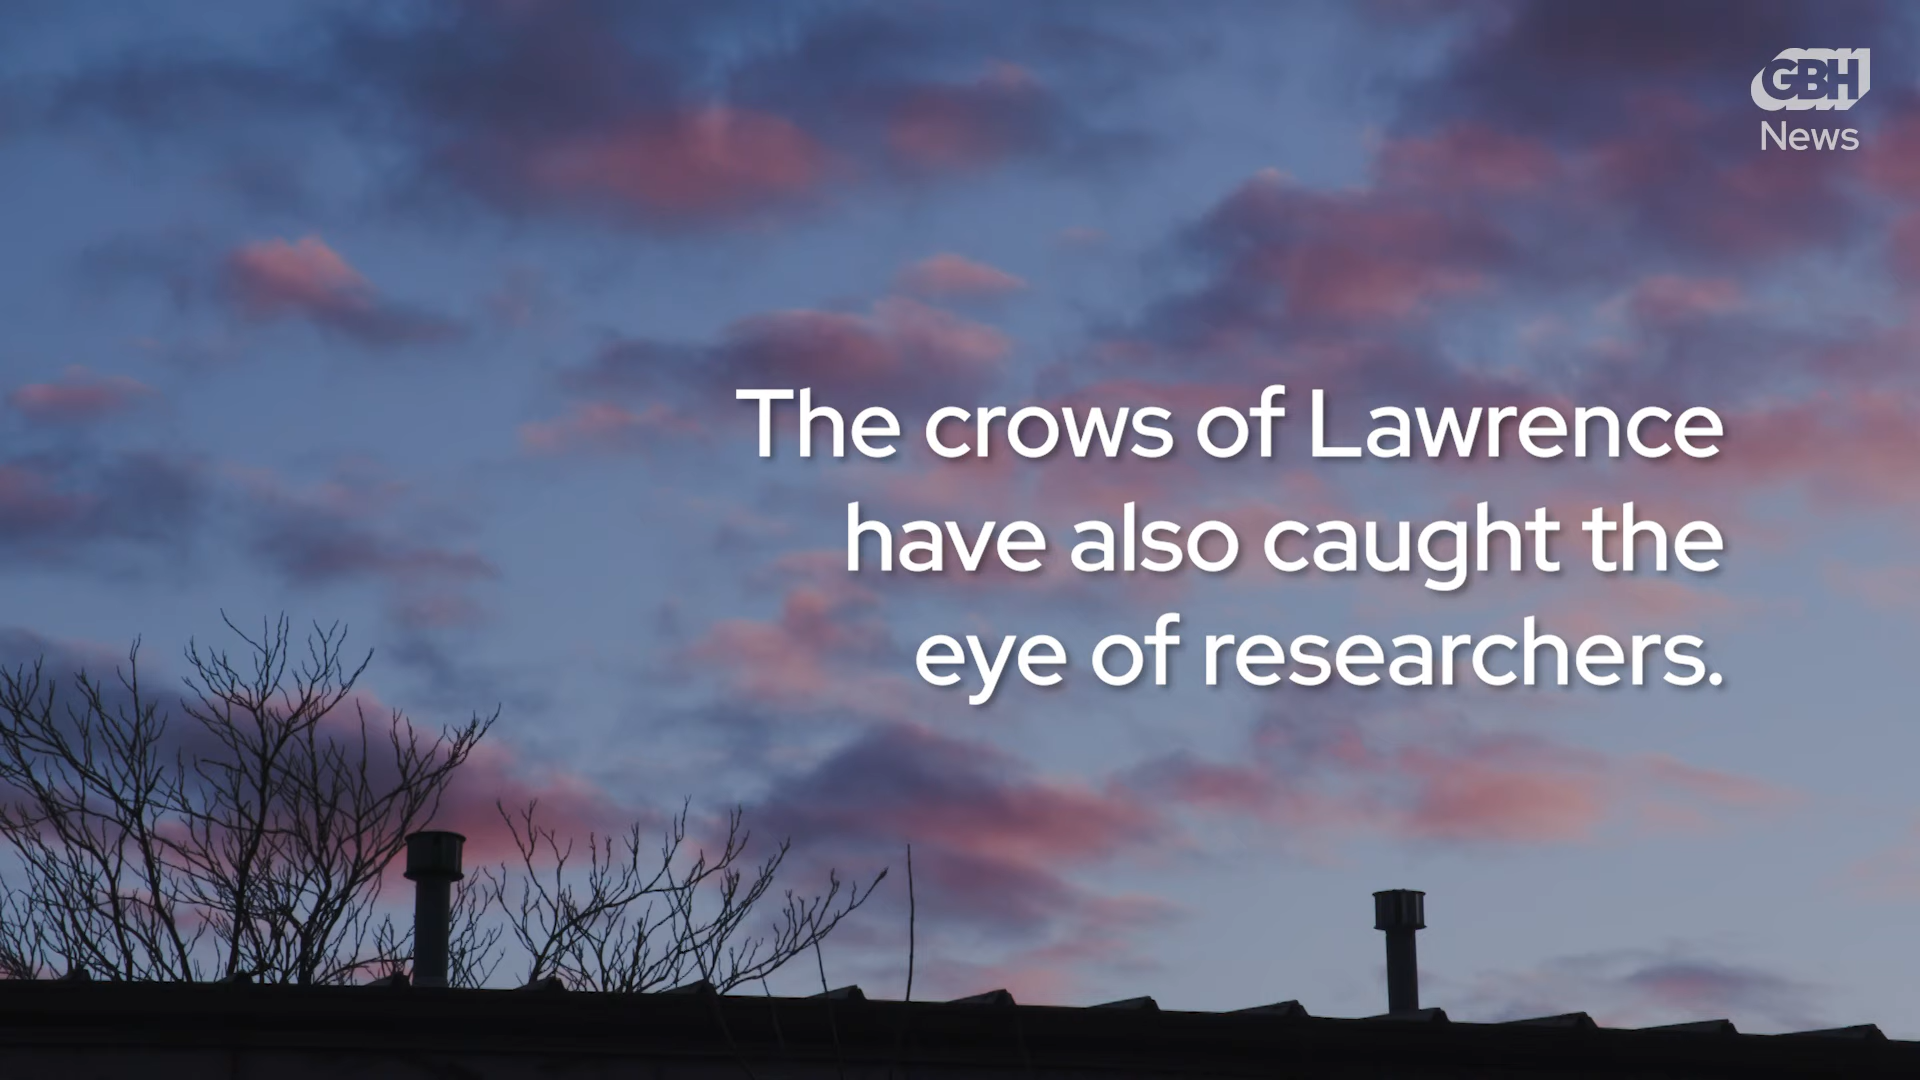 GBH
News
The crows of Lawrence
have also caught the
eye of researchers.